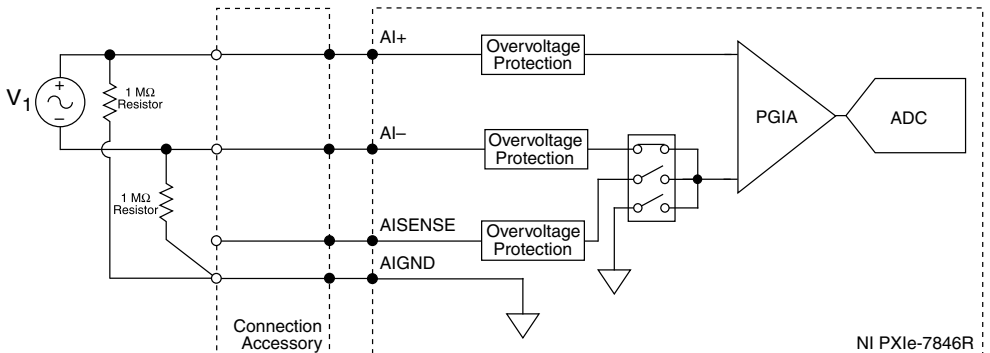 AI+
Overvoltage
Protection
V1
+
−
1 MΩ
Resistor
PGIA
ADC
AI−
Overvoltage
Protection
1 MΩ
Resistor
AISENSE
Overvoltage
Protection
AIGND
Connection
Accessory
NI PXIe-7846R